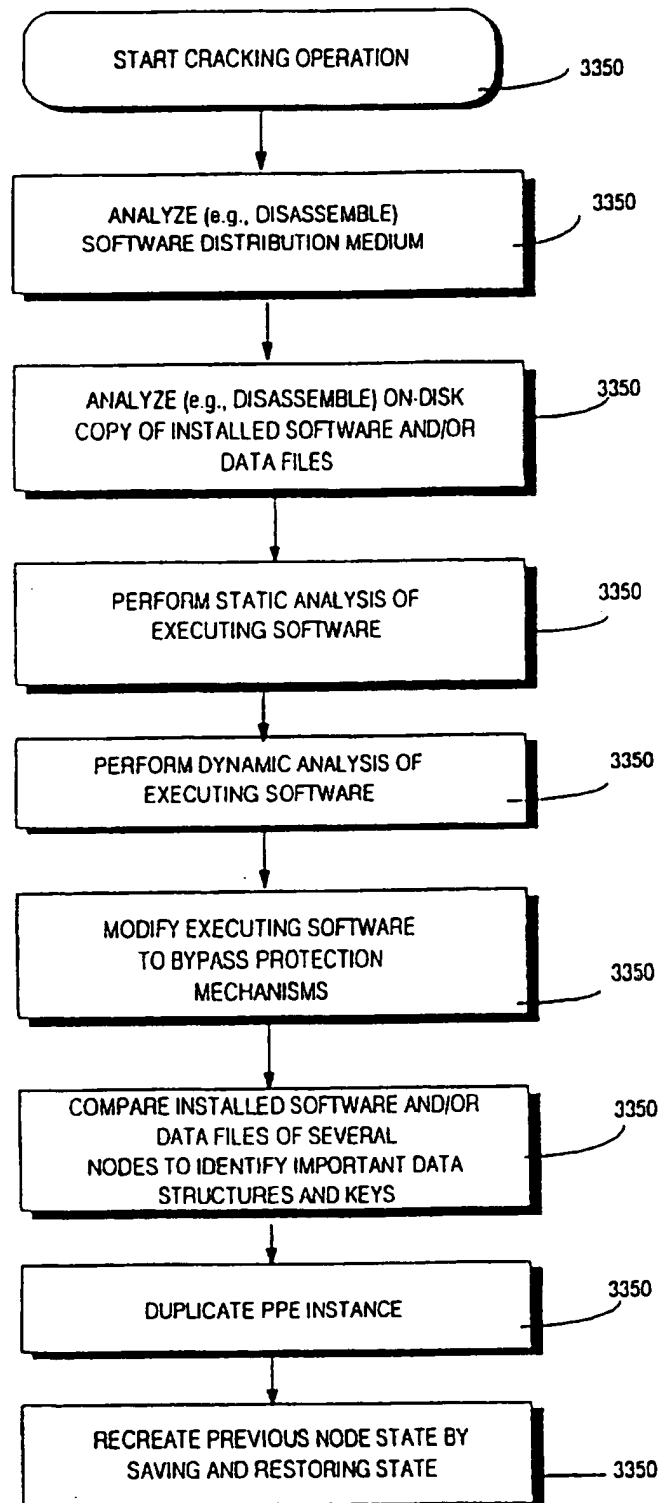 START CRACKING OPERATION
3350
ANALYZE (e.g., DISASSEMBLE)
SOFTWARE DISTRIBUTION MEDIUM
3350
ANALYZE (e.g., DISASSEMBLE) ON-DISK
COPY OF INSTALLED SOFTWARE AND/OR
DATA FILES
3350
PERFORM STATIC ANALYSIS OF
EXECUTING SOFTWARE
3350
PERFORM DYNAMIC ANALYSIS OF
EXECUTING SOFTWARE
3350
MODIFY EXECUTING SOFTWARE
TO BYPASS PROTECTION
MECHANISMS
3350
COMPARE INSTALLED SOFTWARE AND/OR
DATA FILES OF SEVERAL
NODES TO IDENTIFY IMPORTANT DATA
STRUCTURES AND KEYS
3350
DUPLICATE PPE INSTANCE
3350
RECREATE PREVIOUS NODE STATE BY
SAVING AND RESTORING STATE
3350